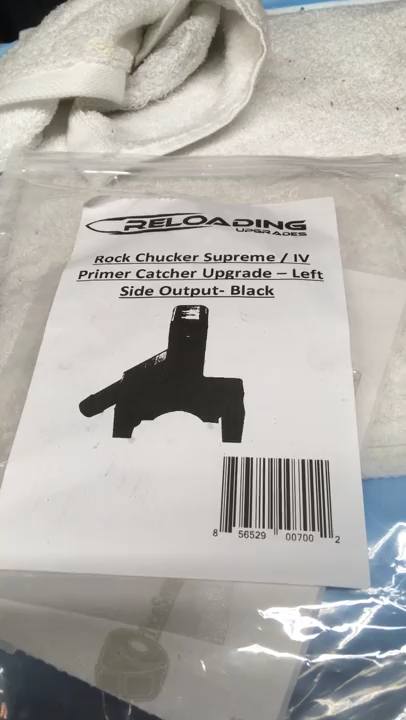 RELOADING
UPGRADES
Rock Chucker Supreme / IV
Primer Catcher Upgrade – Left
Side Output- Black
8 56529 00700 2